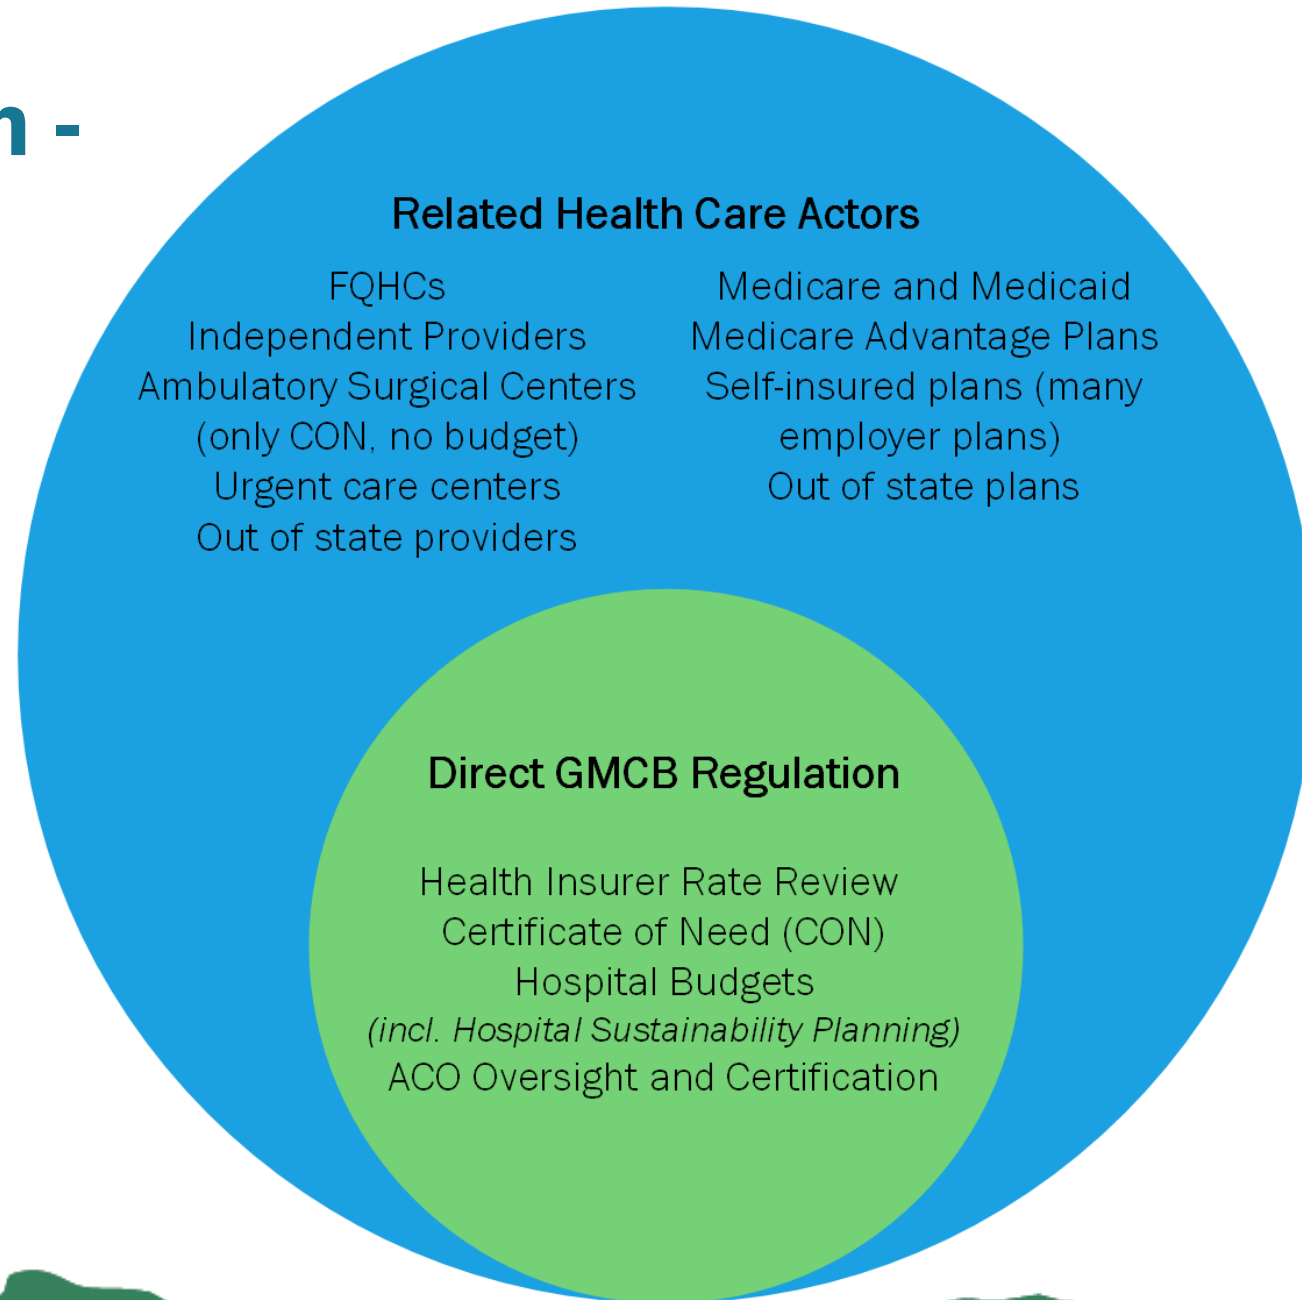 n -
Related Health Care Actors
FQHCs
Independent Providers
Ambulatory Surgical Centers
(only CON, no budget)
Urgent care centers
Out of state providers
Medicare and Medicaid
Medicare Advantage Plans
Self-insured plans (many
employer plans)
Out of state plans
Direct GMCB Regulation
Health Insurer Rate Review
Certificate of Need (CON)
Hospital Budgets
(incl. Hospital Sustainability Planning)
ACO Oversight and Certification